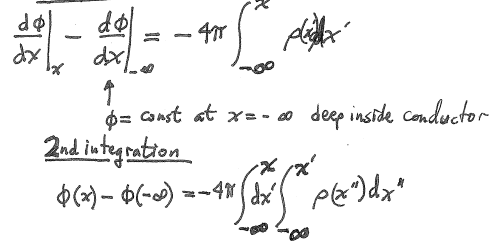 dϕ/dx|ₓ - dϕ/dx|₋∞ = -4π ∫₋∞ˣ ρ(x')dx'
↑
ϕ = const at x = -∞ deep inside conductor
2nd integration
ϕ(x) - ϕ(-∞) = -4π ∫₋∞ˣ dx' ∫₋∞ˣ' ρ(x")dx"